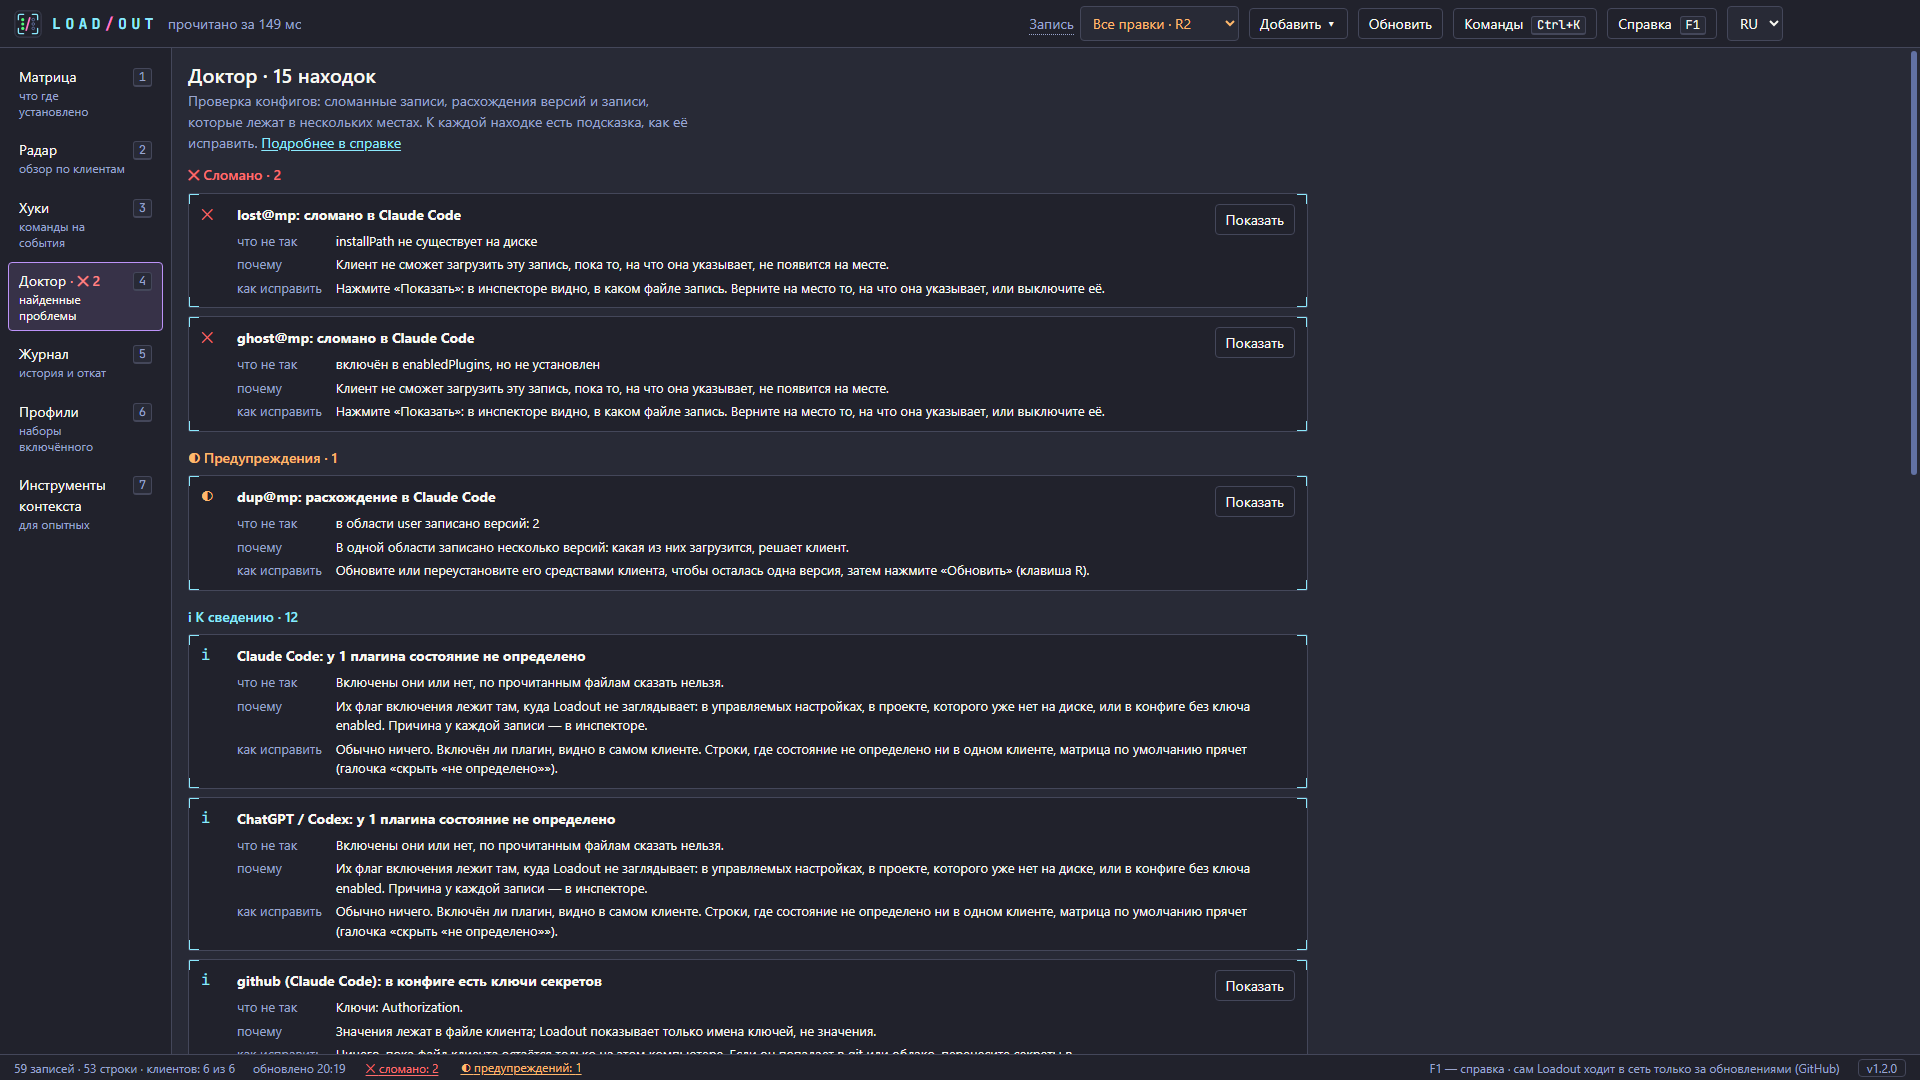 LOAD/OUT прочитано за 149 мс
Запись Все правки · R2 Добавить ▾ Обновить Команды Ctrl+K Справка F1 RU
Матрица 1
что где
установлено
Радар 2
обзор по клиентам
Хуки 3
команды на
события
Доктор · ✕ 2 4
найденные
проблемы
Журнал 5
история и откат
Профили 6
наборы
включённого
Инструменты 7
контекста
для опытных
Доктор · 15 находок
Проверка конфигов: сломанные записи, расхождения версий и записи,
которые лежат в нескольких местах. К каждой находке есть подсказка, как её
исправить. Подробнее в справке
✕ Сломано · 2
✕ lost@mp: сломано в Claude Code Показать
что не так installPath не существует на диске
почему Клиент не сможет загрузить эту запись, пока то, на что она указывает, не появится на месте.
как исправить Нажмите «Показать»: в инспекторе видно, в каком файле запись. Верните на место то, на что она указывает, или выключите её.
✕ ghost@mp: сломано в Claude Code Показать
что не так включён в enabledPlugins, но не установлен
почему Клиент не сможет загрузить эту запись, пока то, на что она указывает, не появится на месте.
как исправить Нажмите «Показать»: в инспекторе видно, в каком файле запись. Верните на место то, на что она указывает, или выключите её.
◐ Предупреждения · 1
◐ dup@mp: расхождение в Claude Code Показать
что не так в области user записано версий: 2
почему В одной области записано несколько версий: какая из них загрузится, решает клиент.
как исправить Обновите или переустановите его средствами клиента, чтобы осталась одна версия, затем нажмите «Обновить» (клавиша R).
i К сведению · 12
i Claude Code: у 1 плагина состояние не определено
что не так Включены они или нет, по прочитанным файлам сказать нельзя.
почему Их флаг включения лежит там, куда Loadout не заглядывает: в управляемых настройках, в проекте, которого уже нет на диске, или в конфиге без ключа
enabled. Причина у каждой записи — в инспекторе.
как исправить Обычно ничего. Включён ли плагин, видно в самом клиенте. Строки, где состояние не определено ни в одном клиенте, матрица по умолчанию прячет
(галочка «скрыть «не определено»»).
i ChatGPT / Codex: у 1 плагина состояние не определено
что не так Включены они или нет, по прочитанным файлам сказать нельзя.
почему Их флаг включения лежит там, куда Loadout не заглядывает: в управляемых настройках, в проекте, которого уже нет на диске, или в конфиге без ключа
enabled. Причина у каждой записи — в инспекторе.
как исправить Обычно ничего. Включён ли плагин, видно в самом клиенте. Строки, где состояние не определено ни в одном клиенте, матрица по умолчанию прячет
(галочка «скрыть «не определено»»).
i github (Claude Code): в конфиге есть ключи секретов Показать
что не так Ключи: Authorization.
почему Значения лежат в файле клиента; Loadout показывает только имена ключей, не значения.
как исправить Ничего, пока файл клиента остаётся только на этом компьютере. Если он попадает в git или облако, перенесите секреты в
59 записей · 53 строки · клиентов: 6 из 6 обновлено 20:19 ✕ сломано: 2 ◐ предупреждений: 1
F1 — справка · сам Loadout ходит в сеть только за обновлениями (GitHub) v1.2.0